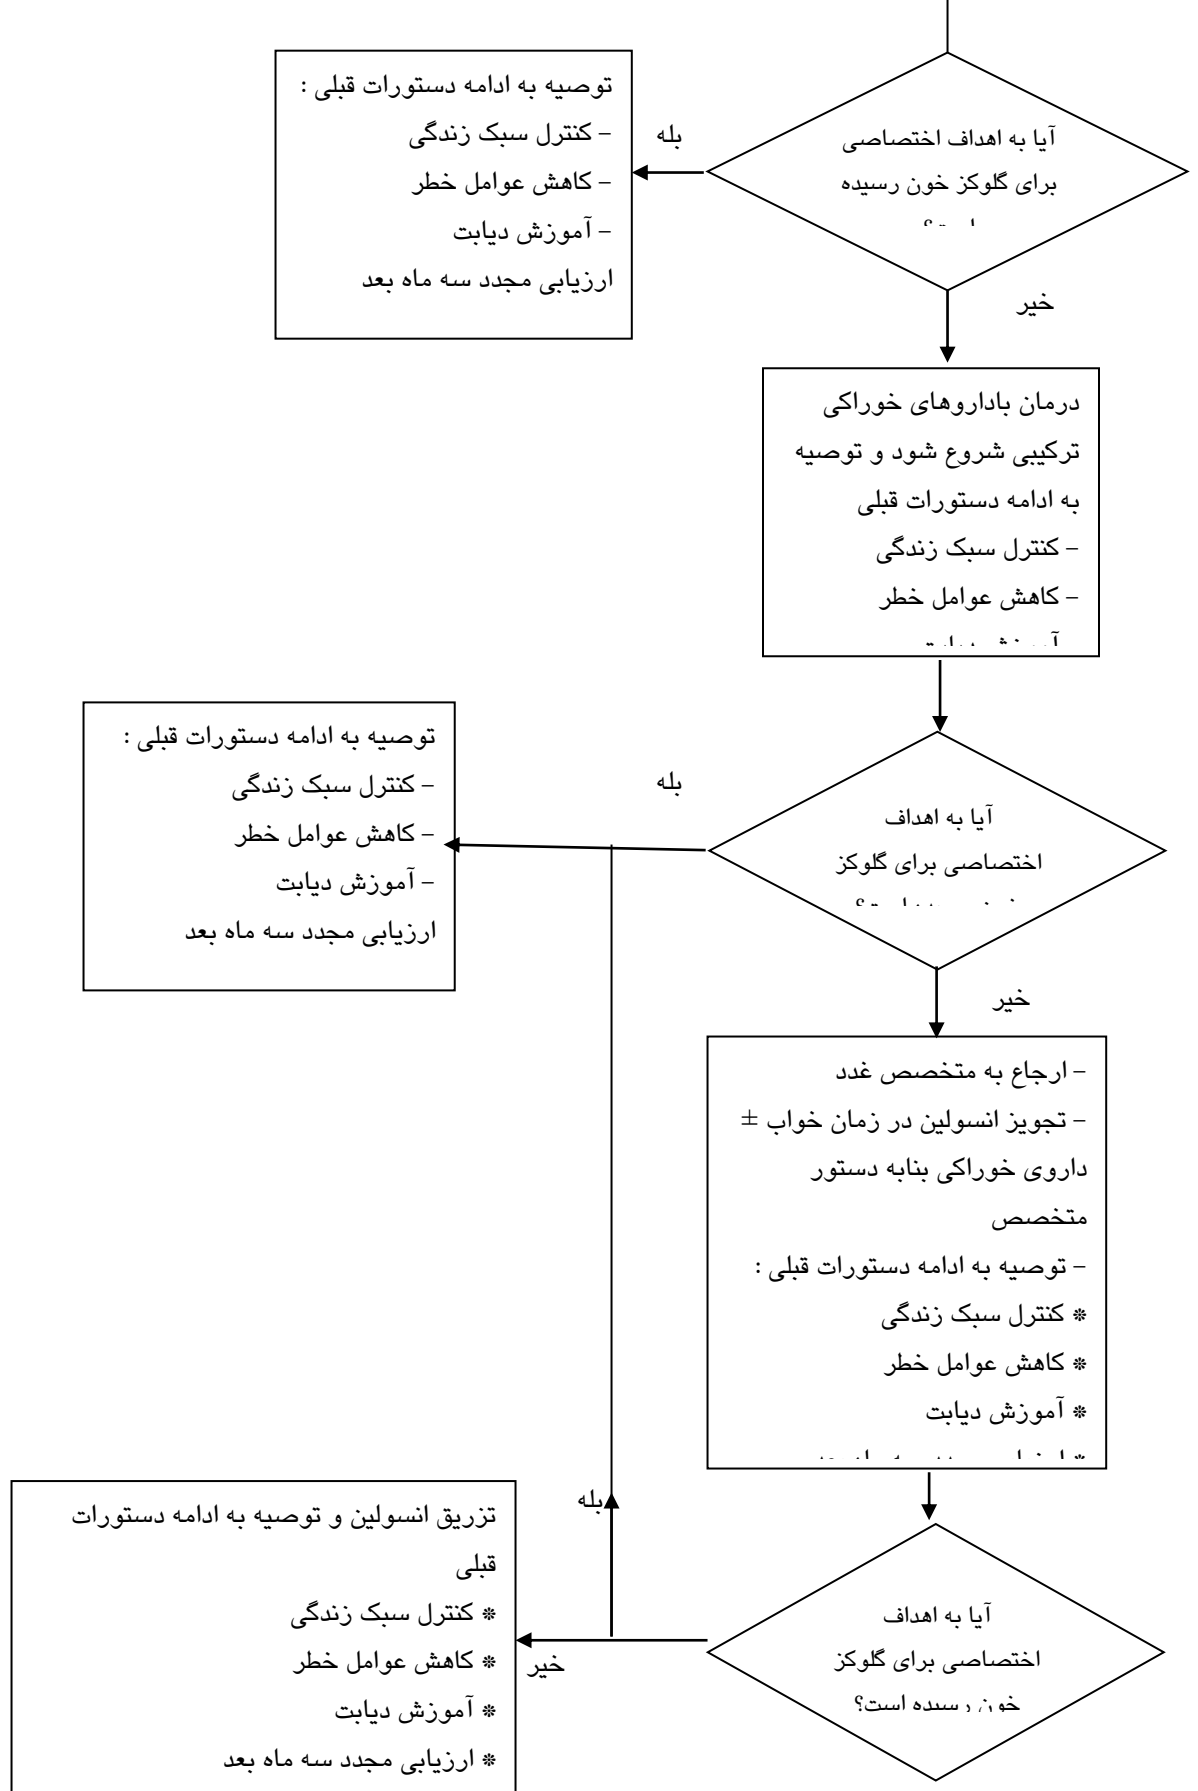 آیا به اهداف اختصاصی
برای گلوکز خون رسیده
بله
توصیه به ادامه دستورات قبلی :
– کنترل سبک زندگی
– کاهش عوامل خطر
– آموزش دیابت
ارزیابی مجدد سه ماه بعد
خیر
درمان باداروهای خوراکی
ترکیبی شروع شود و توصیه
به ادامه دستورات قبلی
– کنترل سبک زندگی
– کاهش عوامل خطر
آیا به اهداف
اختصاصی برای گلوکز
بله
توصیه به ادامه دستورات قبلی :
– کنترل سبک زندگی
– کاهش عوامل خطر
– آموزش دیابت
ارزیابی مجدد سه ماه بعد
خیر
– ارجاع به متخصص غدد
– تجویز انسولین در زمان خواب ±
داروی خوراکی بنابه دستور
متخصص
– توصیه به ادامه دستورات قبلی :
* کنترل سبک زندگی
* کاهش عوامل خطر
* آموزش دیابت
آیا به اهداف
اختصاصی برای گلوکز
خون رسیده است؟
بله
خیر
تزریق انسولین و توصیه به ادامه دستورات
قبلی
* کنترل سبک زندگی
* کاهش عوامل خطر
* آموزش دیابت
* ارزیابی مجدد سه ماه بعد